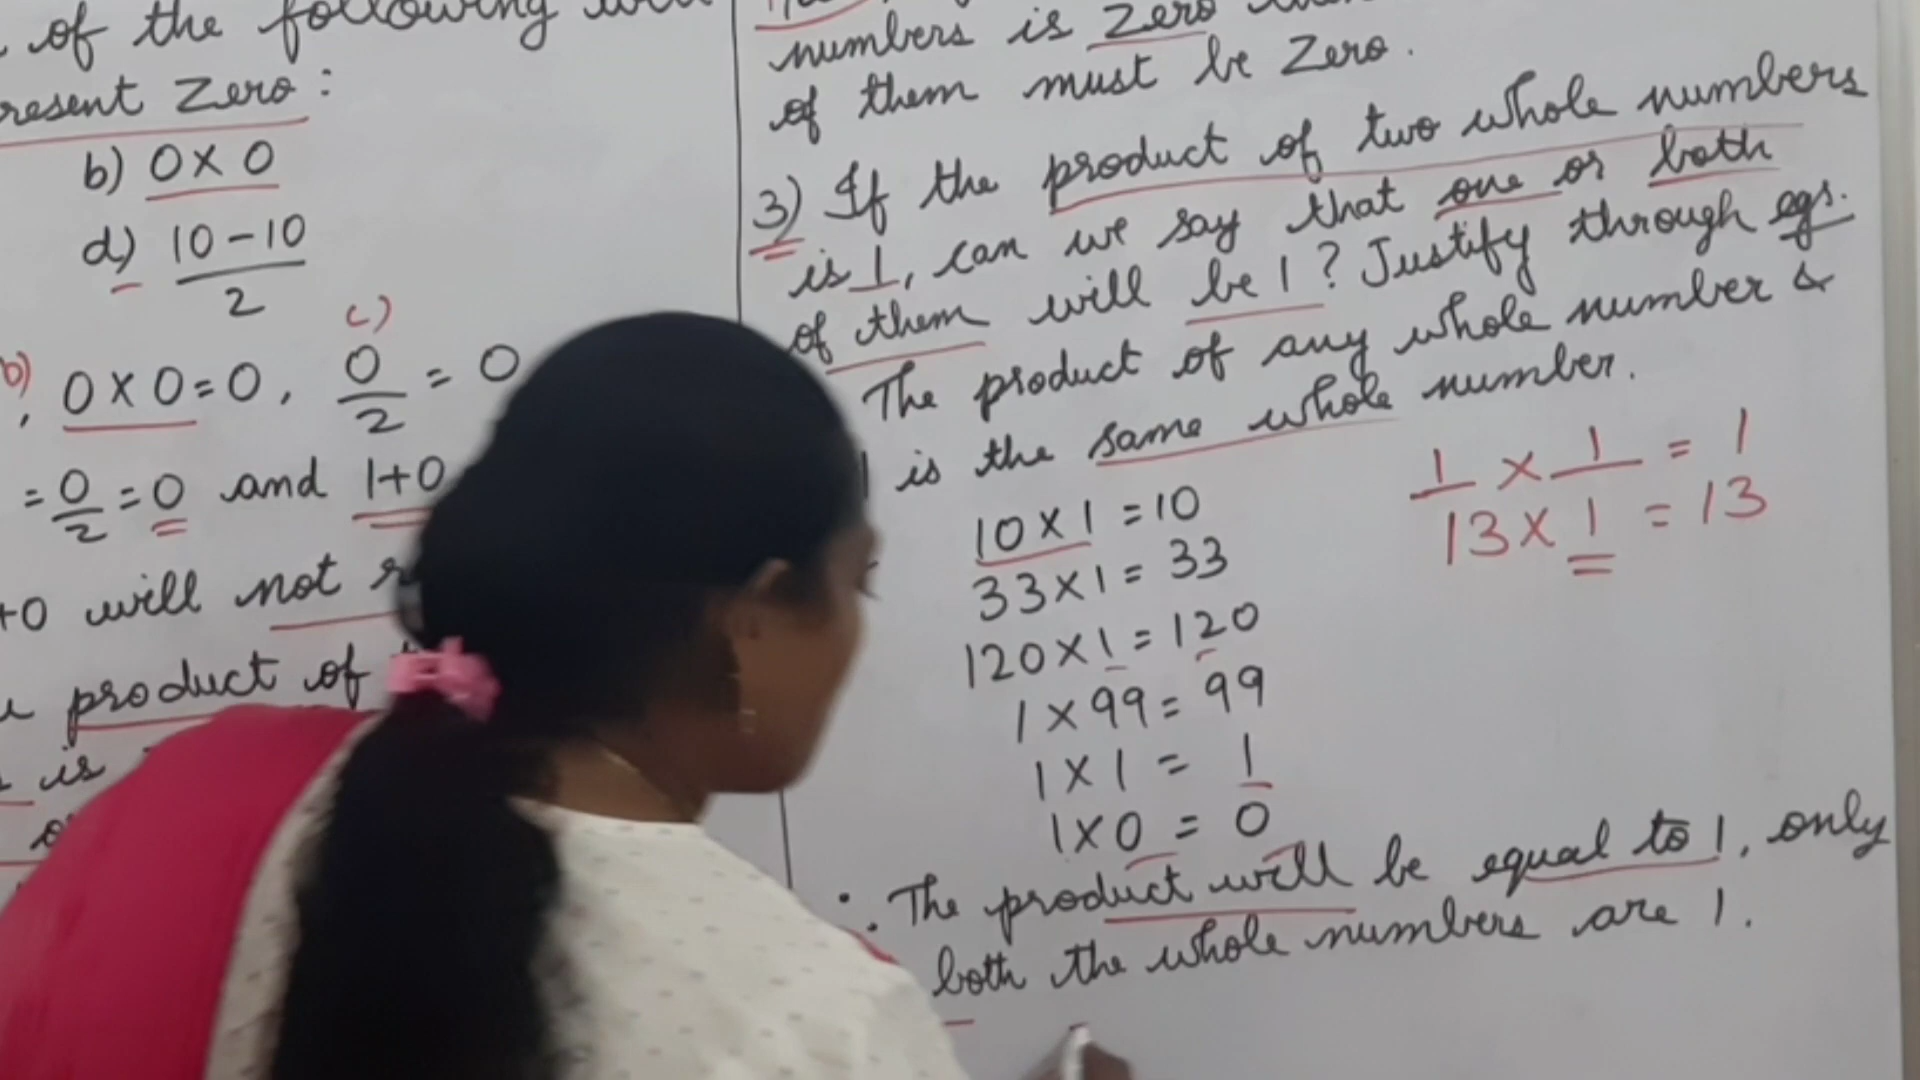 of the following
resent Zero :
b) 0 × 0
d) 10 - 10
2
c)
b)
, 0 × 0 = 0 , 0/2 = 0
= 0/2 = 0 and 1+0
+0 will not
product of
is
numbers is Zero
of them must be Zero .
3) If the product of two whole numbers
is 1, can we say that one or both
of them will be 1 ? Justify through egs.
The product of any whole number &
1 is the same whole number .
10 × 1 = 10
33 × 1 = 33
120 × 1 = 120
1 × 99 = 99
1 × 1 = 1
1 × 0 = 0
1 × 1 = 1
13 × 1 = 13
∴ The product will be equal to 1, only
both the whole numbers are 1 .